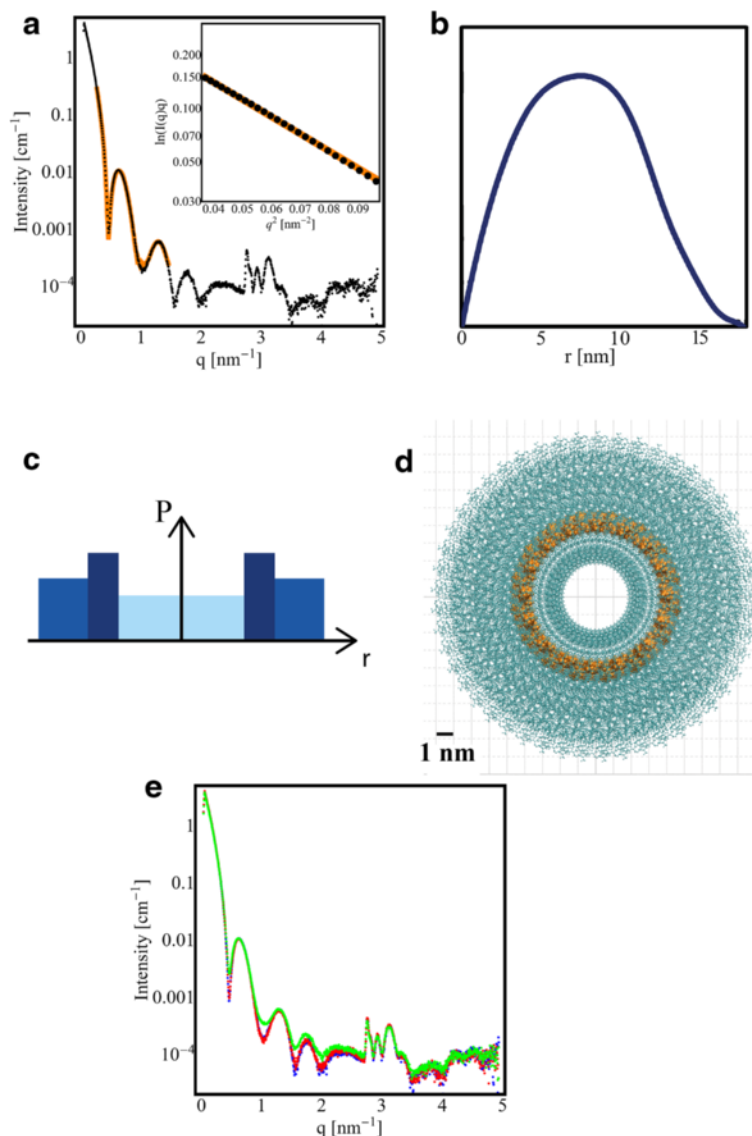 a
Intensity [cm⁻¹]
1
0.1
0.01
0.001
10⁻⁴
0 1 2 3 4 5
q [nm⁻¹]
ln(I(q)q)
0.200
0.150
0.100
0.070
0.050
0.030
0.04 0.05 0.06 0.07 0.08 0.09
q² [nm⁻²]
b
0 5 10 15
r [nm]
c
P
r
d
1 nm
e
Intensity [cm⁻¹]
1
0.1
0.01
0.001
10⁻⁴
0 1 2 3 4 5
q [nm⁻¹]